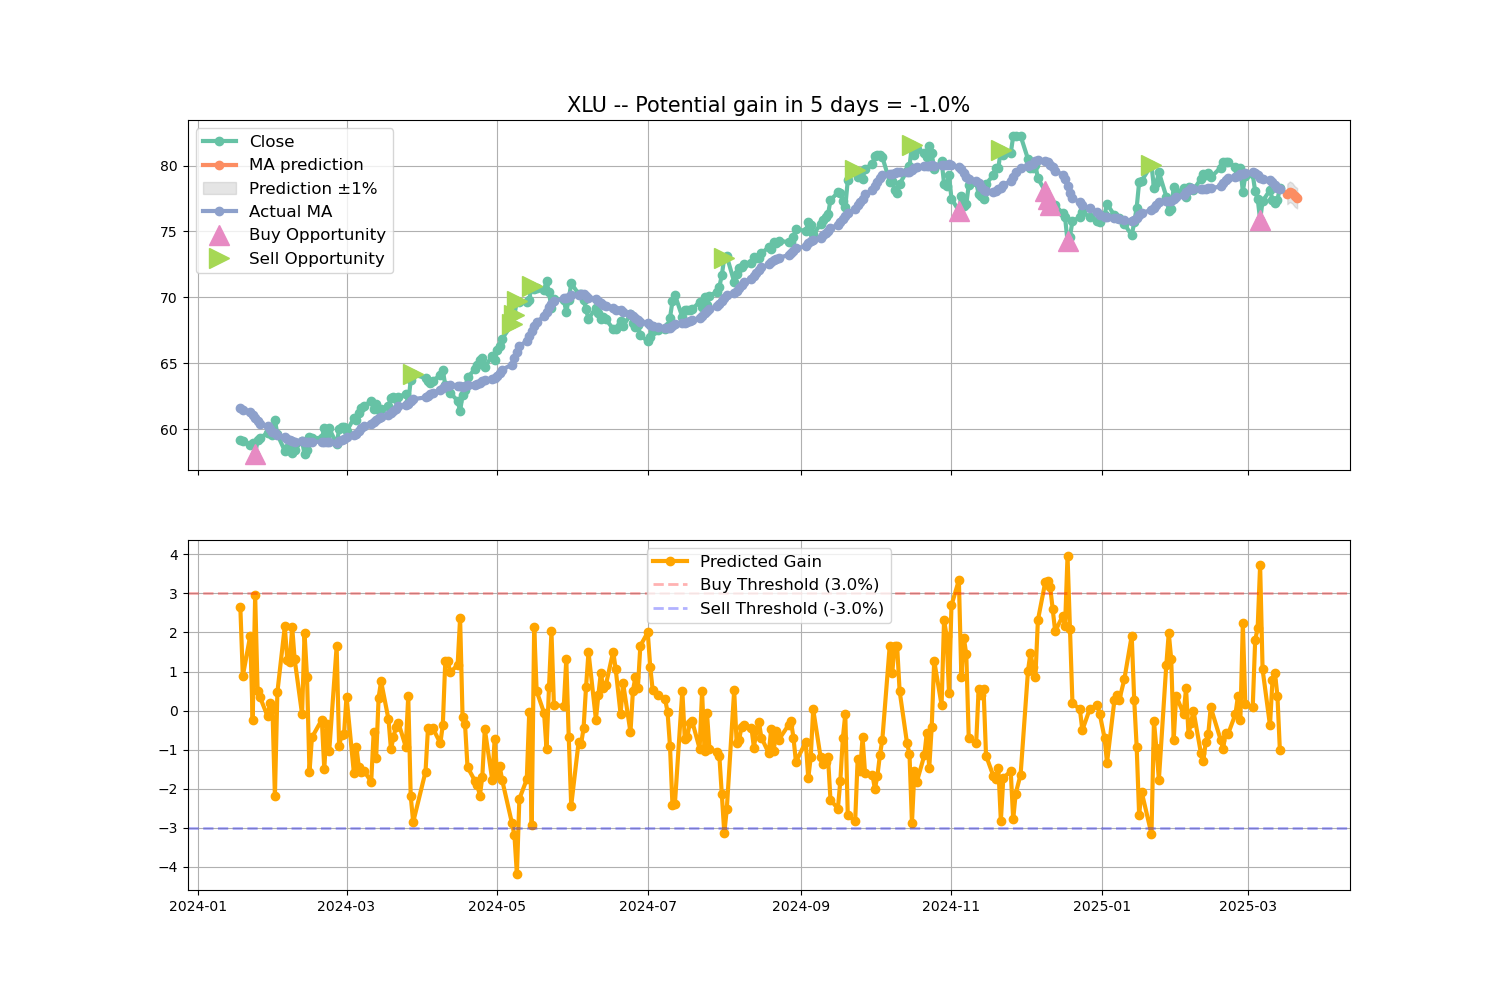 XLU -- Potential gain in 5 days = -1.0%
Close
MA prediction
Prediction ±1%
Actual MA
Buy Opportunity
Sell Opportunity
80
75
70
65
60
Predicted Gain
Buy Threshold (3.0%)
Sell Threshold (-3.0%)
4
3
2
1
0
−1
−2
−3
−4
2024-01 2024-03 2024-05 2024-07 2024-09 2024-11 2025-01 2025-03